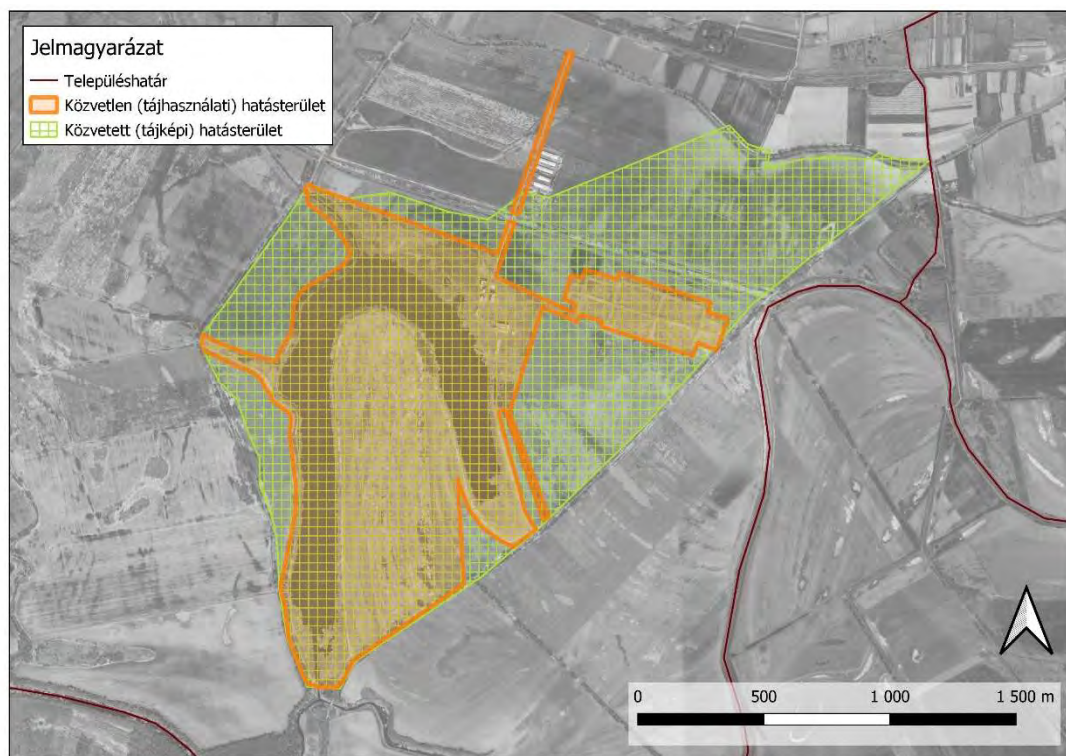 Jelmagyarázat
Településhatár
Közvetlen (tájhasználati) hatásterület
Közvetett (tájképi) hatásterület
0 500 1 000 1 500 m